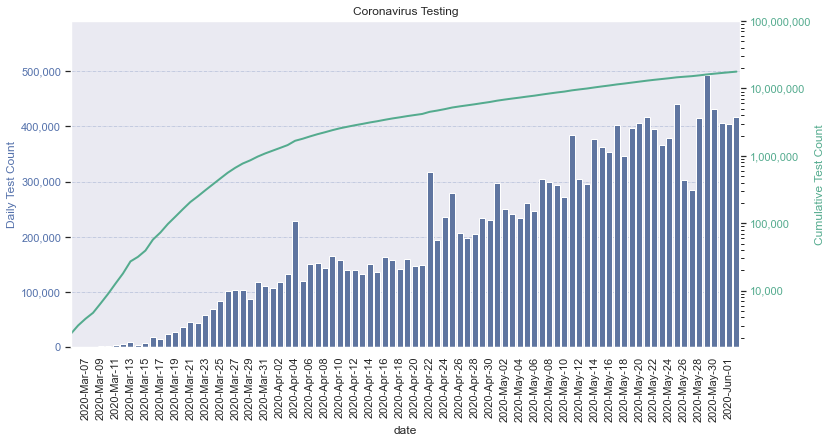 Coronavirus Testing
100,000,000
500,000
10,000,000
400,000
1,000,000
300,000
200,000
100,000
100,000
10,000
0
Daily Test Count
Cumulative Test Count
2020-Mar-07
2020-Mar-09
2020-Mar-11
2020-Mar-13
2020-Mar-15
2020-Mar-17
2020-Mar-19
2020-Mar-21
2020-Mar-23
2020-Mar-25
2020-Mar-27
2020-Mar-29
2020-Mar-31
2020-Apr-02
2020-Apr-04
2020-Apr-06
2020-Apr-08
2020-Apr-10
2020-Apr-12
2020-Apr-14
2020-Apr-16
2020-Apr-18
2020-Apr-20
2020-Apr-22
2020-Apr-24
2020-Apr-26
2020-Apr-28
2020-Apr-30
2020-May-02
2020-May-04
2020-May-06
2020-May-08
2020-May-10
2020-May-12
2020-May-14
2020-May-16
2020-May-18
2020-May-20
2020-May-22
2020-May-24
2020-May-26
2020-May-28
2020-May-30
2020-Jun-01
date